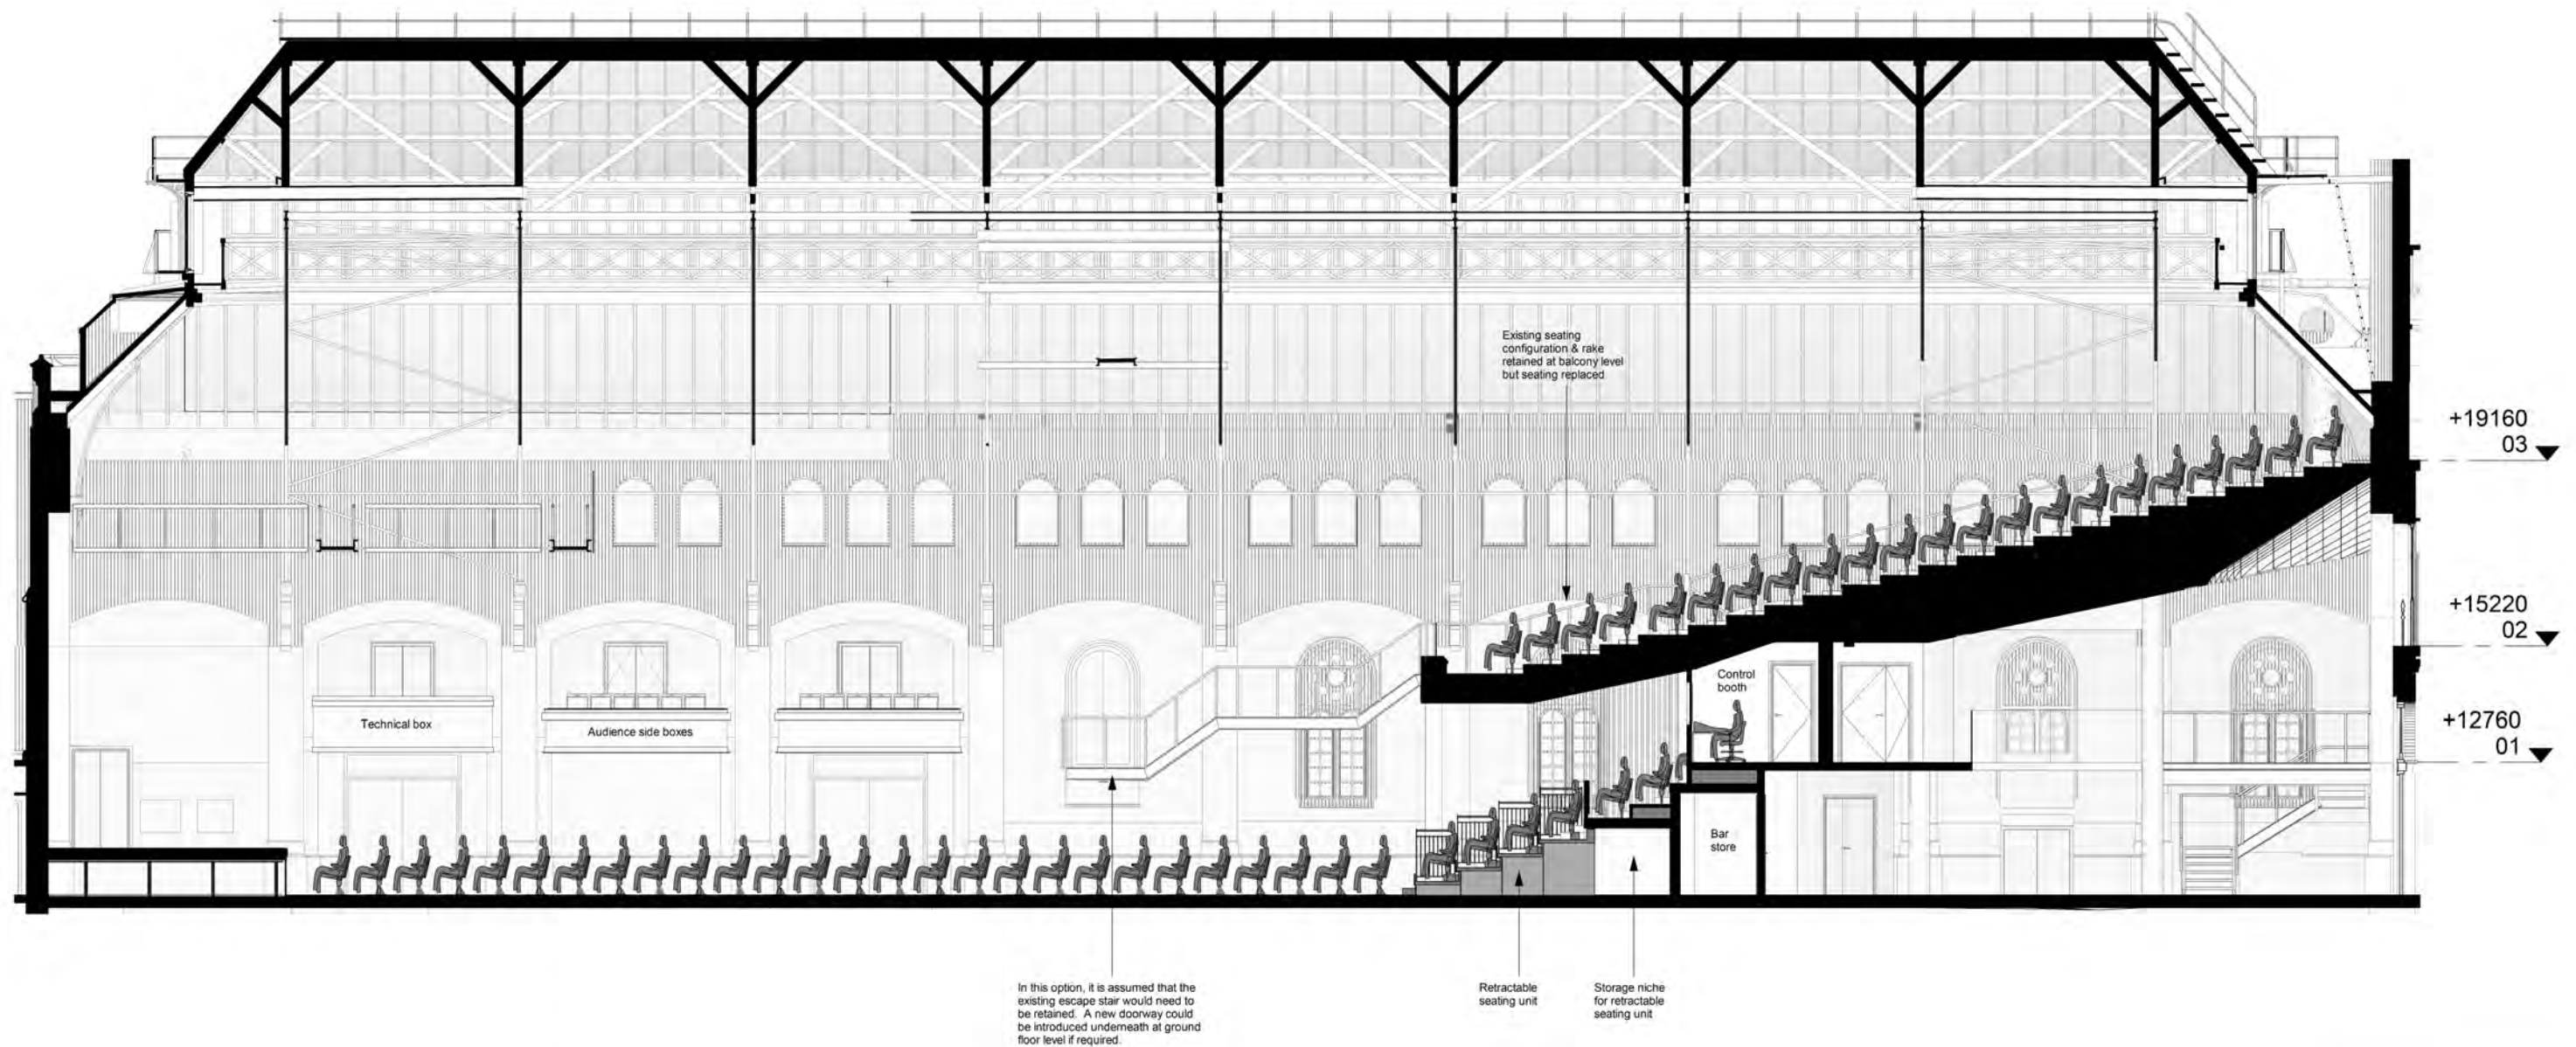 Existing seating
configuration & rake
retained at balcony level
but seating replaced
+19160
03
+15220
02
Control
booth
Technical box
Audience side boxes
+12760
01
Bar
store
In this option, it is assumed that the
existing escape stair would need to
be retained. A new doorway could
be introduced underneath at ground
floor level if required.
Retractable
seating unit
Storage niche
for retractable
seating unit